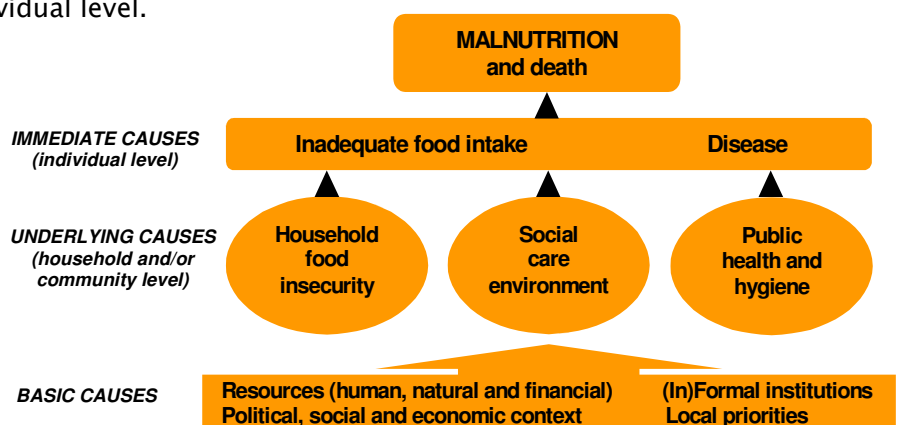 vidual level.
MALNUTRITION
and death
IMMEDIATE CAUSES
(individual level)
Inadequate food intake Disease
UNDERLYING CAUSES
(household and/or
community level)
Household
food
insecurity
Social
care
environment
Public
health and
hygiene
BASIC CAUSES
Resources (human, natural and financial) (In)Formal institutions
Political, social and economic context Local priorities